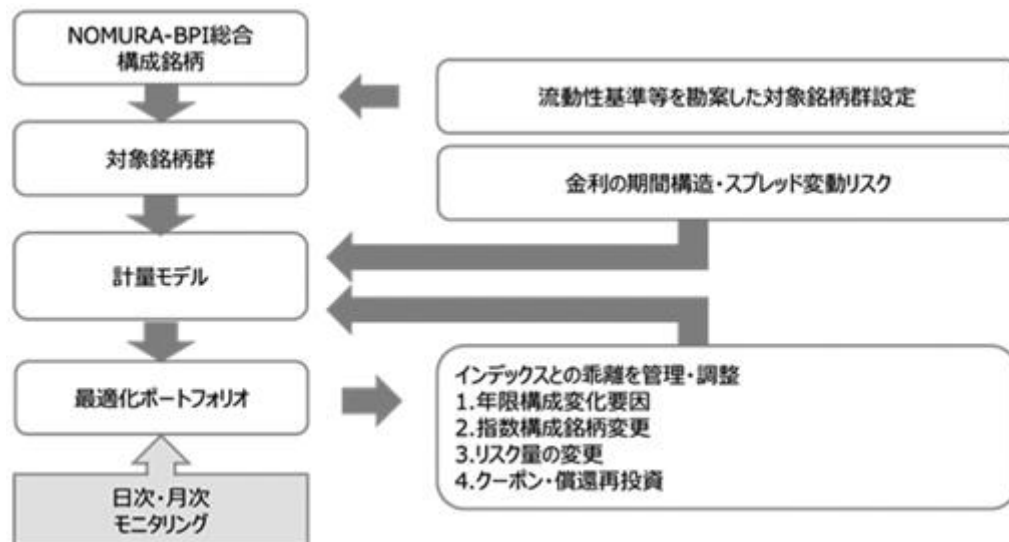 NOMURA-BPI総合
構成銘柄
流動性基準等を勘案した対象銘柄群設定
対象銘柄群
金利の期間構造・スプレッド変動リスク
計量モデル
最適化ポートフォリオ
インデックスとの乖離を管理・調整
1.年限構成変化要因
2.指数構成銘柄変更
3.リスク量の変更
4.クーポン・償還再投資
日次・月次
モニタリング